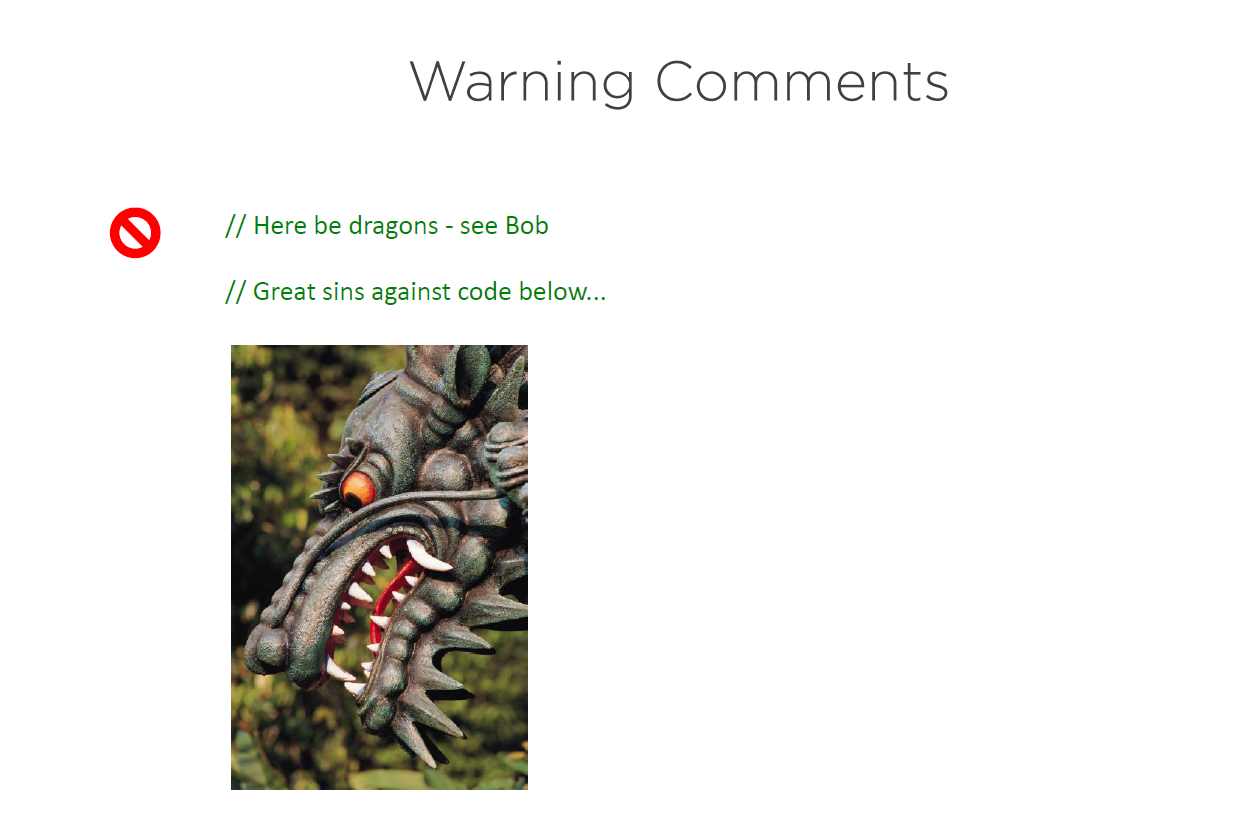 Warning Comments
// Here be dragons - see Bob
// Great sins against code below...